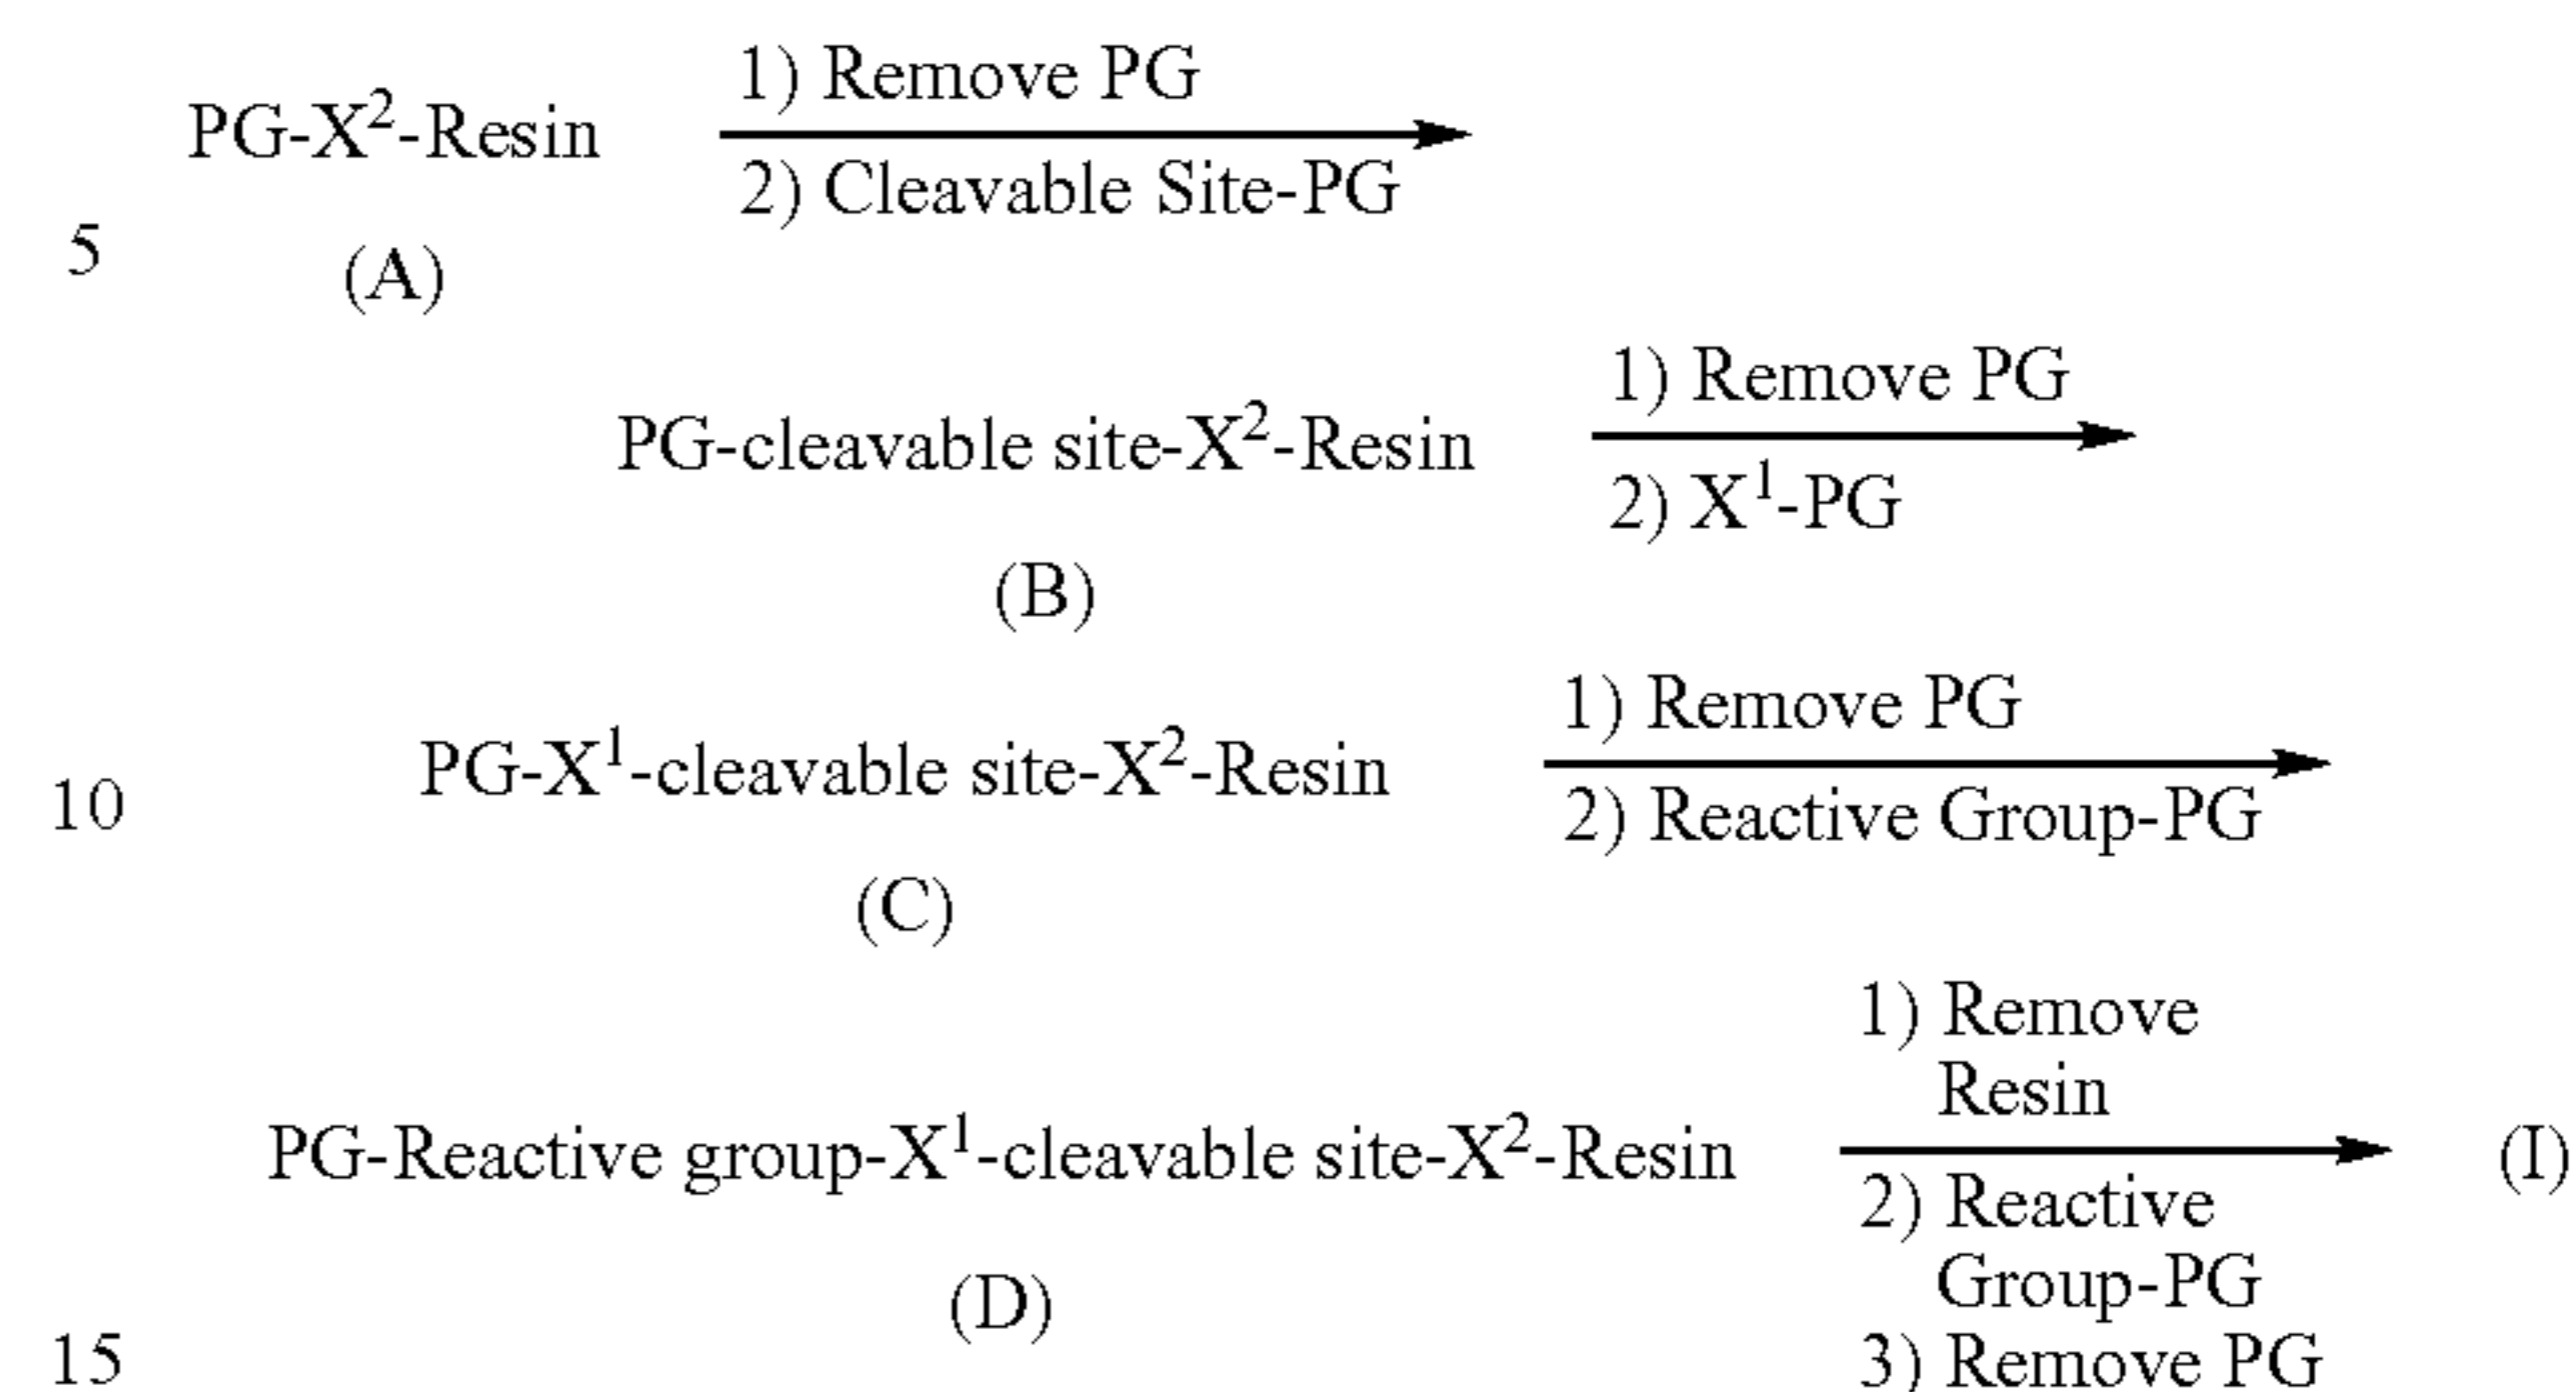 1) Remove PG
PG-X²-Resin
2) Cleavable Site-PG
5
(A)
1) Remove PG
PG-cleavable site-X²-Resin
2) X¹-PG
(B)
1) Remove PG
PG-X¹-cleavable site-X²-Resin
10
2) Reactive Group-PG
(C)
1) Remove
Resin
PG-Reactive group-X¹-cleavable site-X²-Resin
(I)
2) Reactive
Group-PG
(D)
15
3) Remove PG